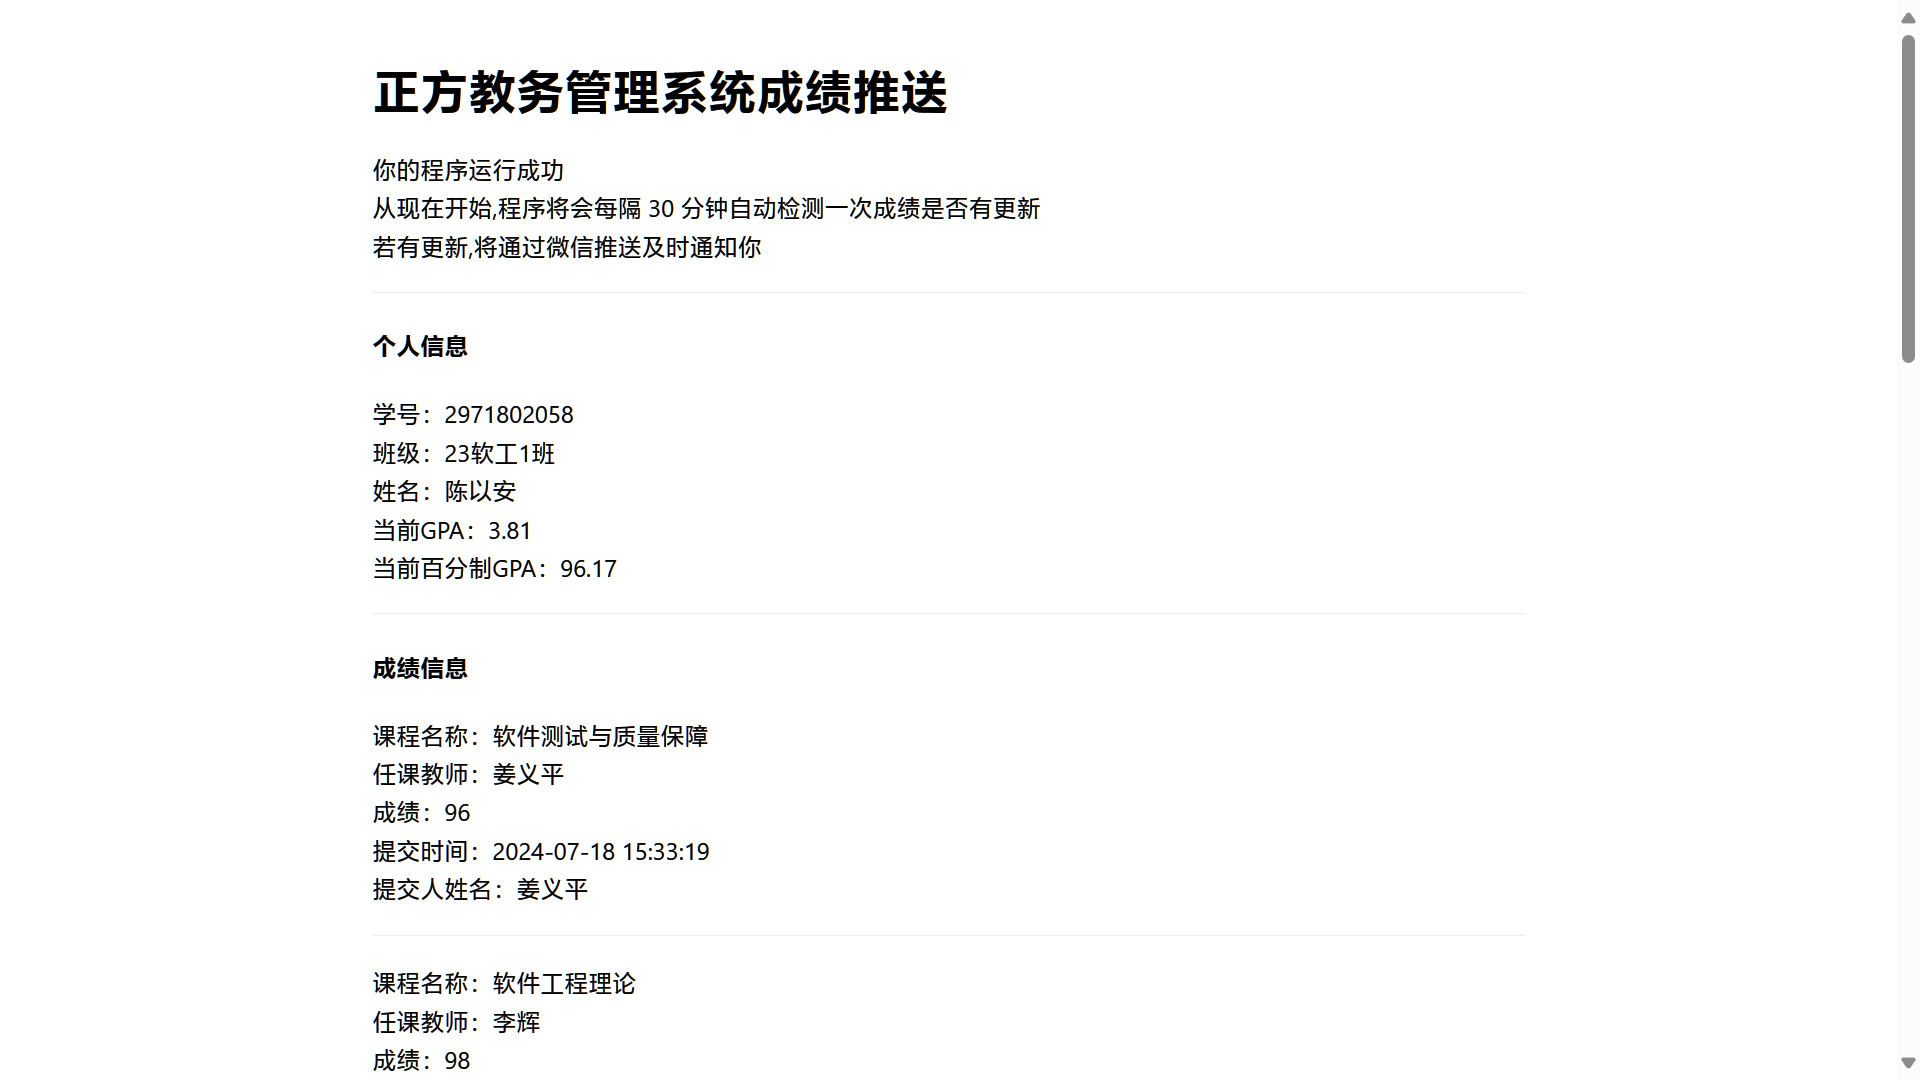 正方教务管理系统成绩推送
你的程序运行成功
从现在开始,程序将会每隔 30 分钟自动检测一次成绩是否有更新
若有更新,将通过微信推送及时通知你
个人信息
学号：2971802058
班级：23软工1班
姓名：陈以安
当前GPA：3.81
当前百分制GPA：96.17
成绩信息
课程名称：软件测试与质量保障
任课教师：姜义平
成绩：96
提交时间：2024-07-18 15:33:19
提交人姓名：姜义平
课程名称：软件工程理论
任课教师：李辉
成绩：98